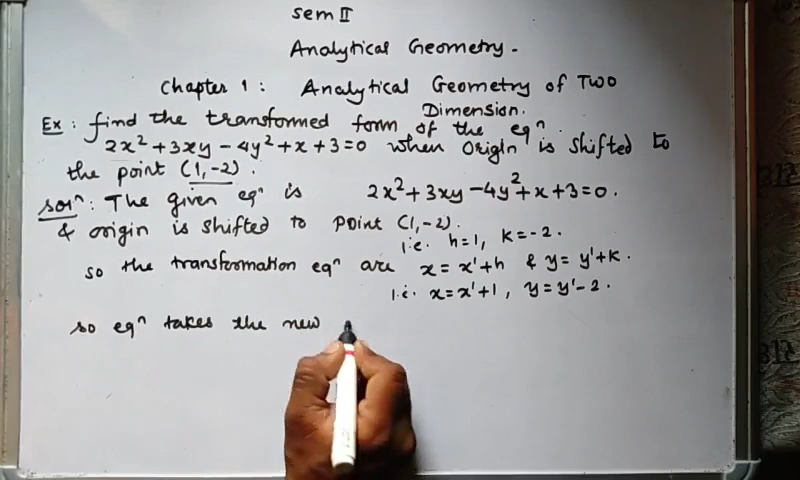 Sem II
Analytical Geometry -
Chapter 1 : Analytical Geometry of Two
Dimension.
Ex : find the transformed form of the eqⁿ.
2x² + 3xy - 4y² + x + 3 = 0 when origin is shifted to
the point (1, -2) .
Solⁿ : The given eqⁿ is 2x² + 3xy - 4y² + x + 3 = 0 .
& origin is shifted to point (1, -2) .
i.e. h = 1, k = -2 .
so the transformation eqⁿ are x = x' + h & y = y' + k .
i.e. x = x' + 1 , y = y' - 2 .
so eqⁿ takes the new